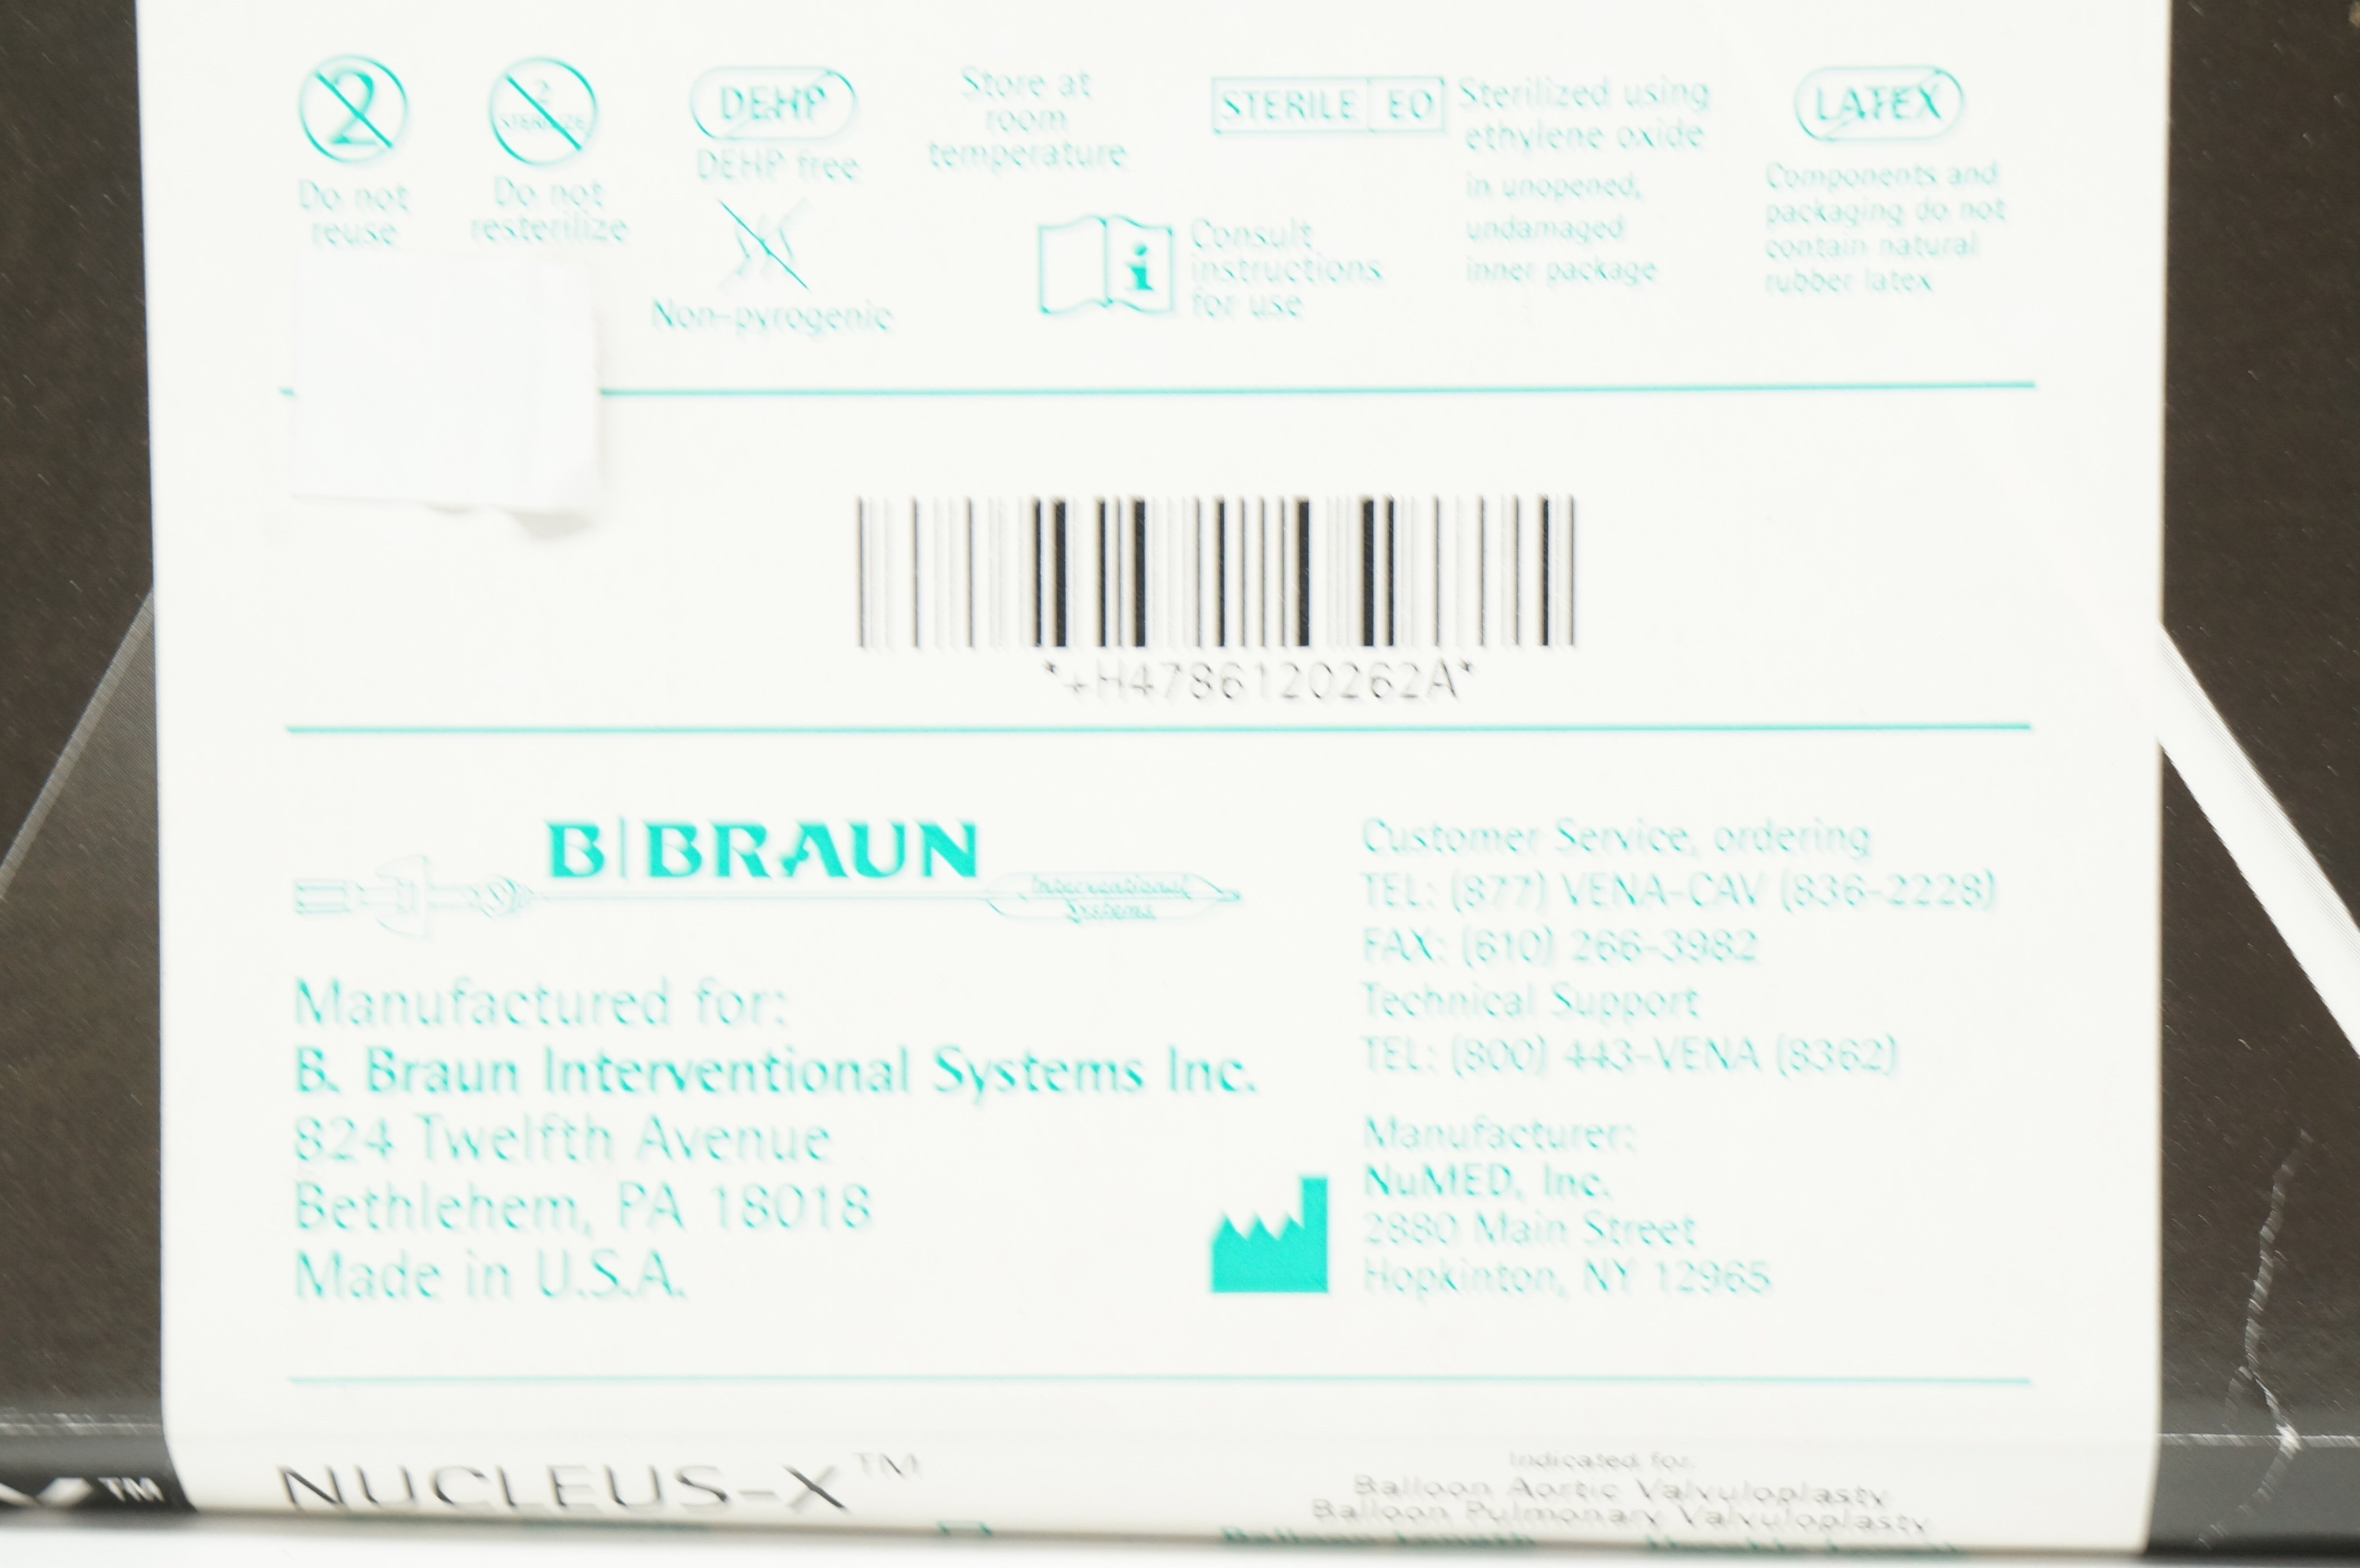 2
Do not
reuse
2
STERILIZE
Do not
resterilize
DEHP
DEHP free
Non-pyrogenic
Store at
room
temperature
Consult
instructions
for use
STERILE EO
Sterilized using
ethylene oxide
in unopened,
undamaged
inner package
LATEX
Components and
packaging do not
contain natural
rubber latex
*+H4786120262A*
B|BRAUN
Interventional
Systems
Manufactured for:
B. Braun Interventional Systems Inc.
824 Twelfth Avenue
Bethlehem, PA 18018
Made in U.S.A.
Customer Service, ordering
TEL: (877) VENA-CAV (836-2228)
FAX: (610) 266-3982
Technical Support
TEL: (800) 443-VENA (8362)
Manufacturer:
NuMED, Inc.
2880 Main Street
Hopkinton, NY 12965
TM
NUCLEUS-X™
Indicated for:
Balloon Aortic Valvuloplasty
Balloon Pulmonary Valvuloplasty